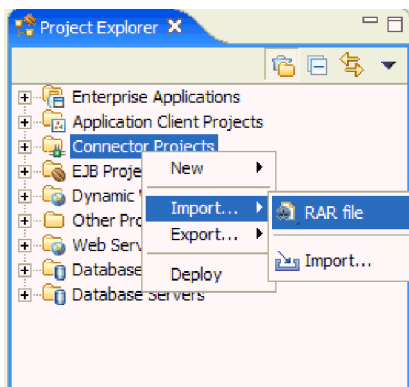 Project Explorer
Enterprise Applications
Application Client Projects
Connector Projects
EJB Proje
New
Dynamic
Import...
RAR file
Other Pro
Export...
Web Serv
Import...
Database
Deploy
Database Servers